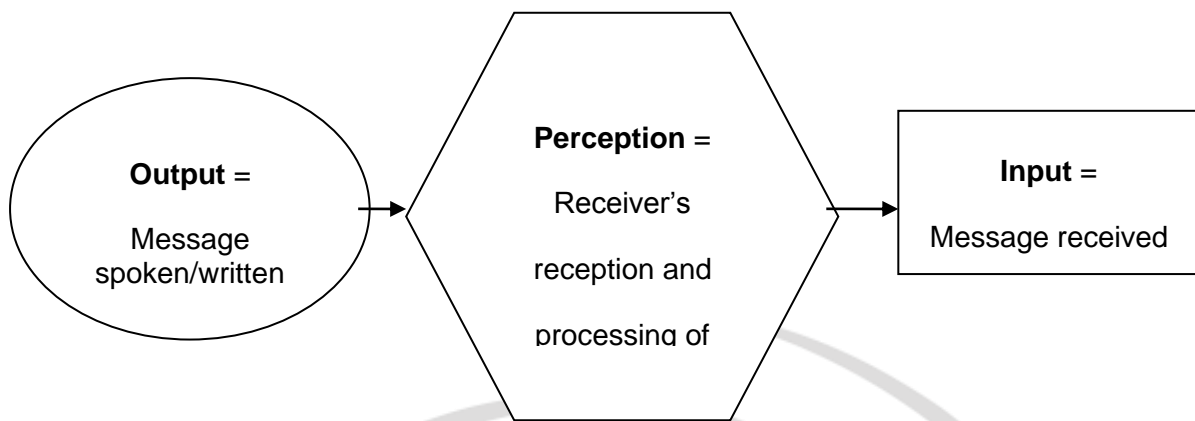 Output =
Message
spoken/written
Perception =
Receiver’s
reception and
processing of
Input =
Message received